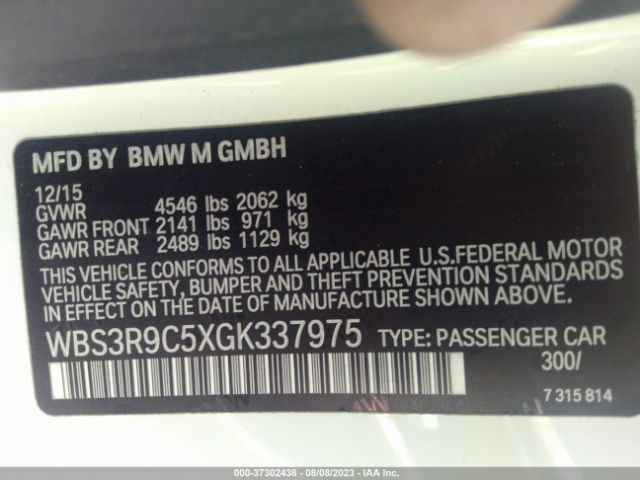 MFD BY BMW M GMBH
12/15
GVWR 4546 lbs 2062 kg
GAWR FRONT 2141 lbs 971 kg
GAWR REAR 2489 lbs 1129 kg
THIS VEHICLE CONFORMS TO ALL APPLICABLE U.S.FEDERAL MOTOR
VEHICLE SAFETY, BUMPER AND THEFT PREVENTION STANDARDS
IN EFFECT ON THE DATE OF MANUFACTURE SHOWN ABOVE.
WBS3R9C5XGK337975 TYPE: PASSENGER CAR
300/
7 315 814
000-37302438 - 08/08/2023 - IAA Inc.